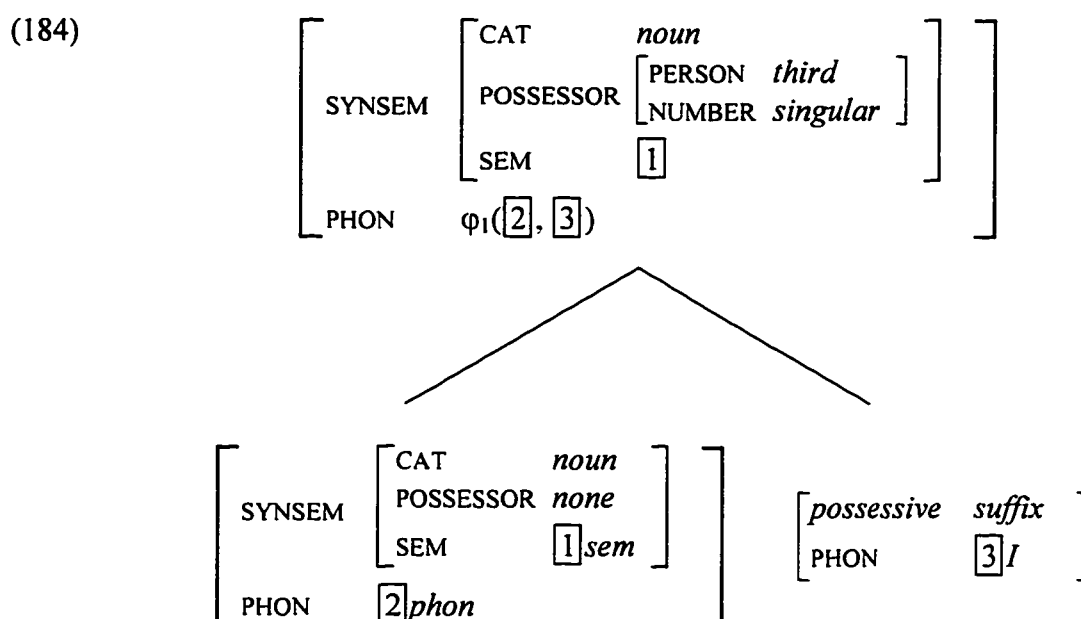 (184)
CAT noun
PERSON third
SYNSEM POSSESSOR
NUMBER singular
SEM 1
PHON φ1(2, 3)
CAT noun
SYNSEM POSSESSOR none
SEM 1 sem
PHON 2 phon
possessive suffix
PHON 3 I